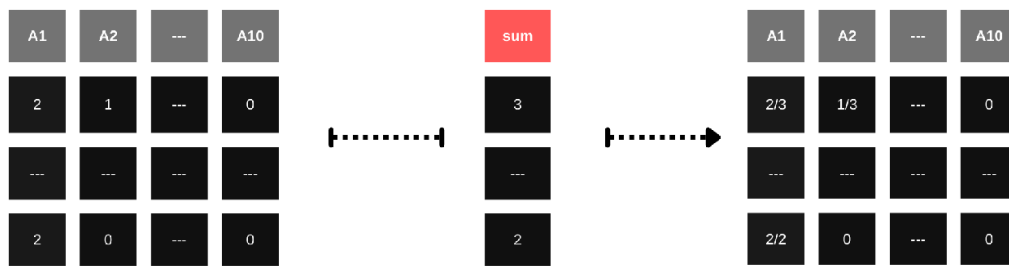 A1 A2 --- A10 sum A1 A2 --- A10
2 1 --- 0 3 2/3 1/3 --- 0
--- --- --- --- --- --- --- --- ---
2 0 --- 0 2 2/2 0 --- 0